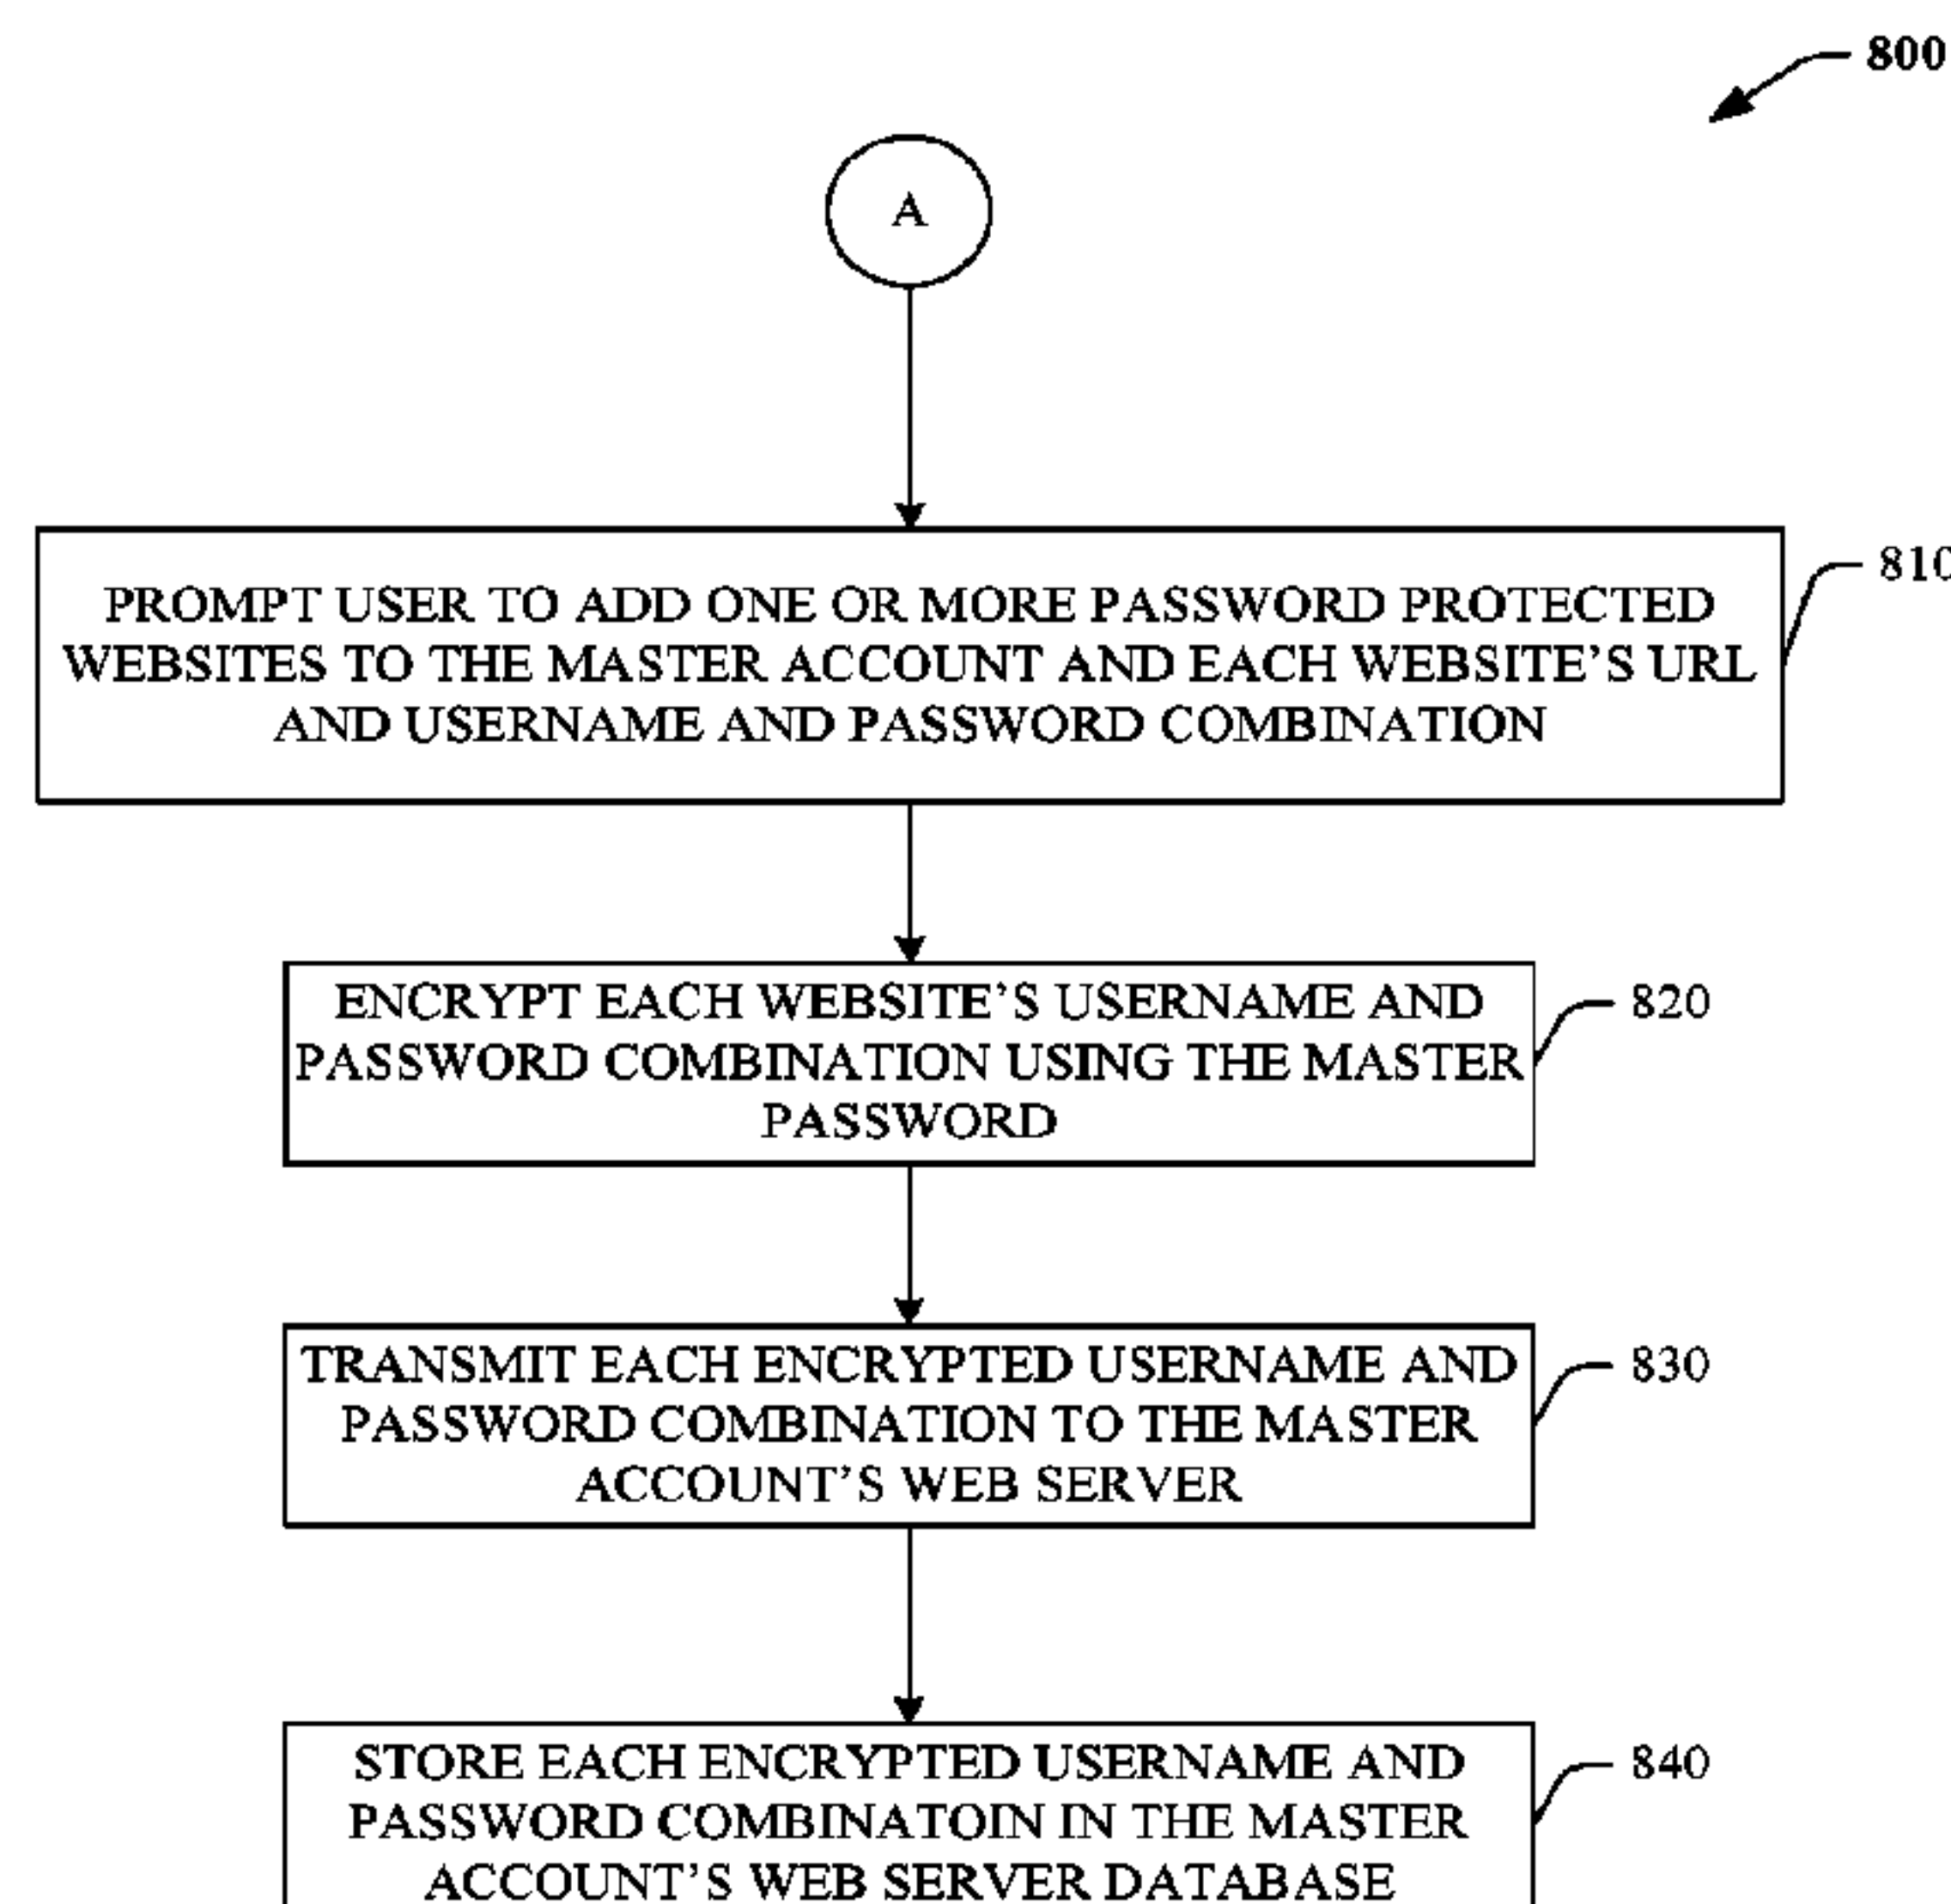 800
A
PROMPT USER TO ADD ONE OR MORE PASSWORD PROTECTED
WEBSITES TO THE MASTER ACCOUNT AND EACH WEBSITE'S URL
AND USERNAME AND PASSWORD COMBINATION
810
ENCRYPT EACH WEBSITE'S USERNAME AND
PASSWORD COMBINATION USING THE MASTER
PASSWORD
820
TRANSMIT EACH ENCRYPTED USERNAME AND
PASSWORD COMBINATION TO THE MASTER
ACCOUNT'S WEB SERVER
830
STORE EACH ENCRYPTED USERNAME AND
PASSWORD COMBINATOIN IN THE MASTER
ACCOUNT'S WEB SERVER DATABASE
840